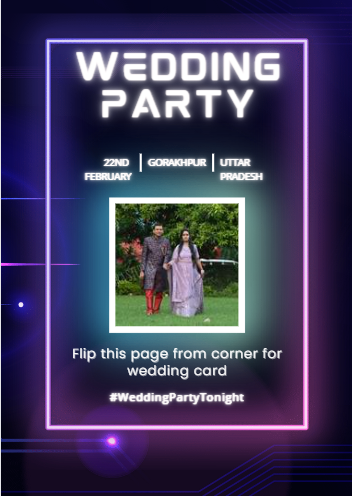 WEDDING
PARTY
22ND FEBRUARY | GORAKHPUR | UTTAR PRADESH
Flip this page from corner for
wedding card
#WeddingPartyTonight